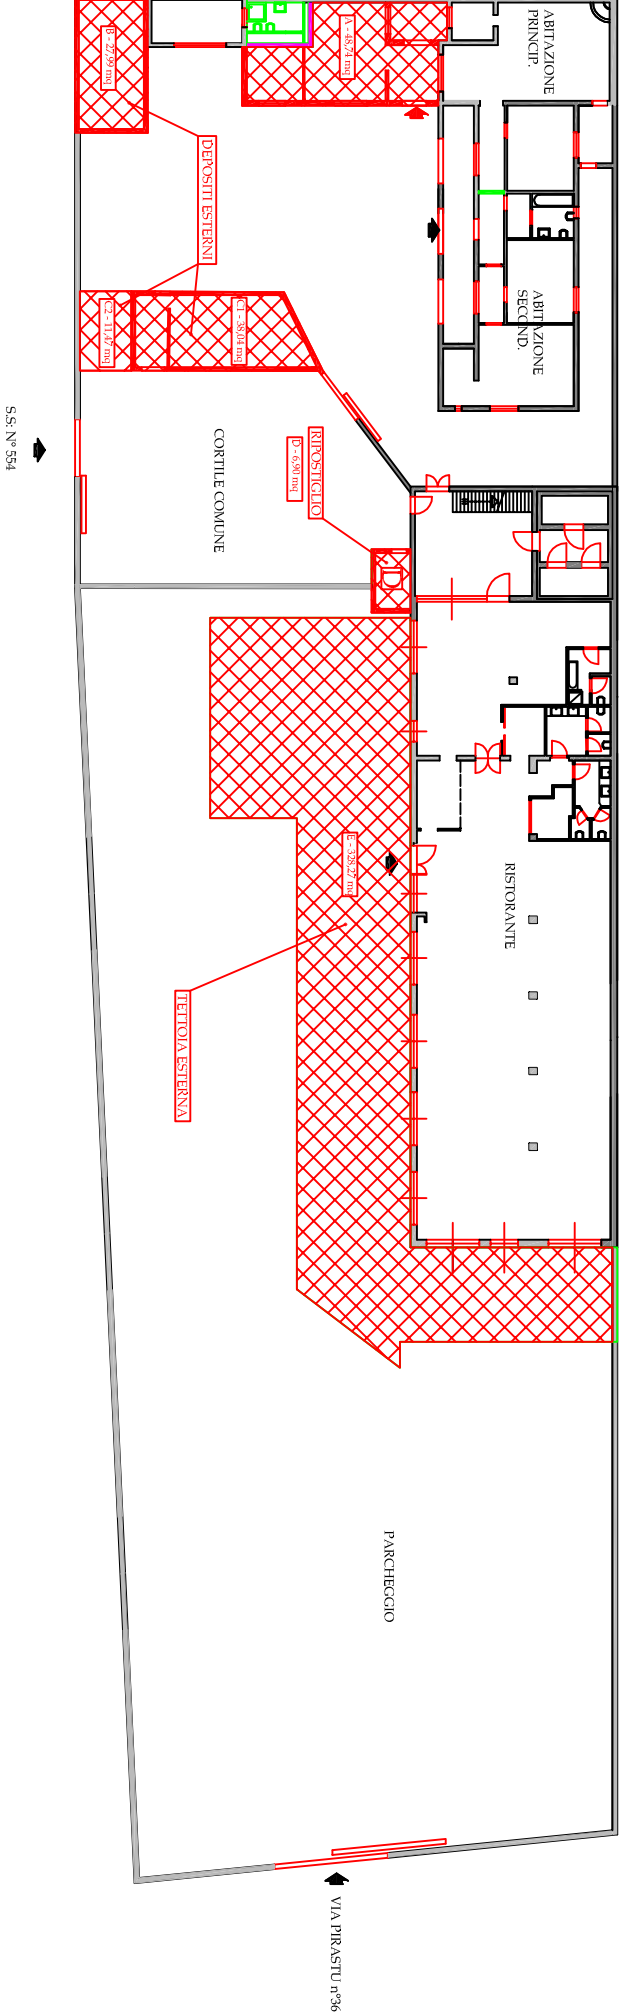 ABITAZIONE
PRINCIP.
A - 48,74 mq
B - 27,99 mq
DEPOSITI ESTERNI
ABITAZIONE
SECOND.
C1 - 38,04 mq
C2 - 11,47 mq
S.S: N° 554
CORTILE COMUNE
RIPOSTIGLIO
D - 6,90 mq
D
E - 328,27 mq
RISTORANTE
TETTOIA ESTERNA
PARCHEGGIO
VIA PIRASTU n°36